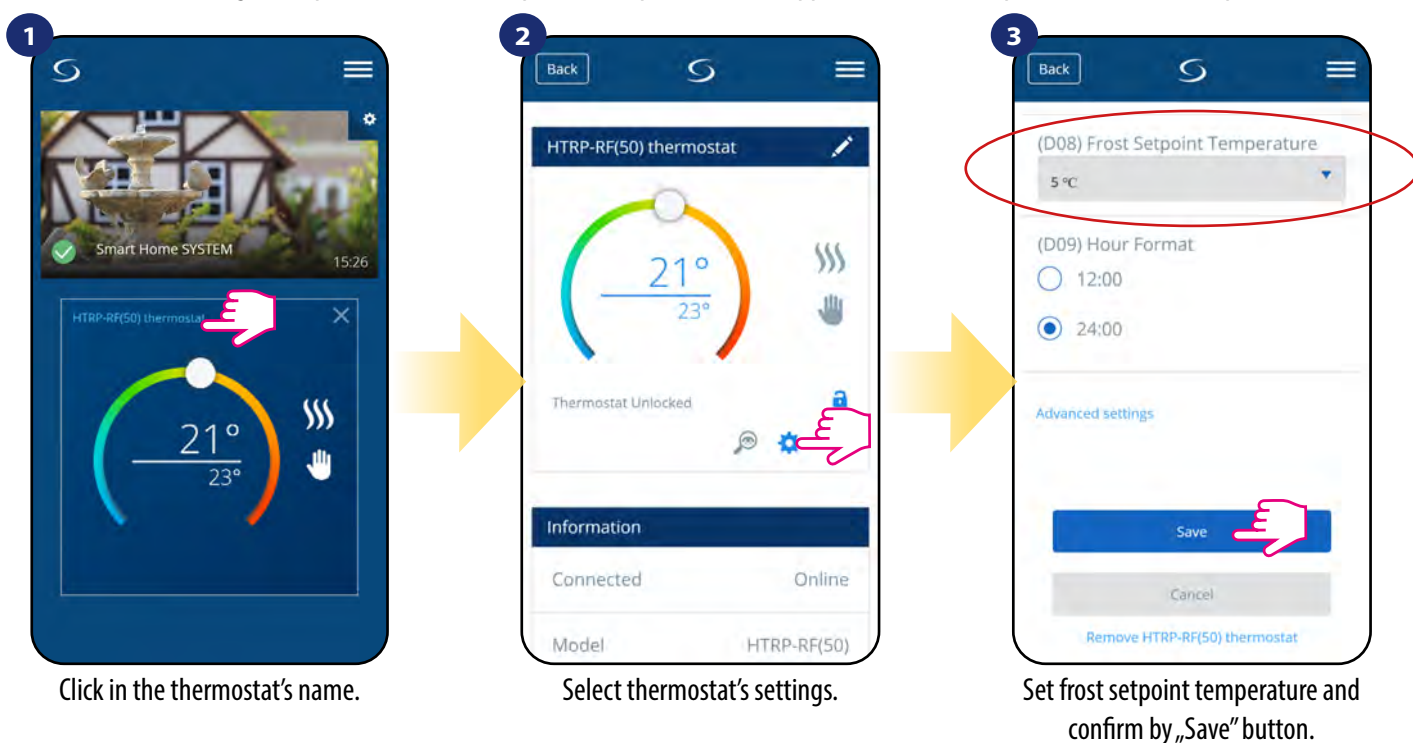 1
Smart Home SYSTEM
15:26
HTRP-RF(50) thermostat
21°
23°
Click in the thermostat's name.
2
Back
HTRP-RF(50) thermostat
21°
23°
Thermostat Unlocked
Information
Connected Online
Model HTRP-RF(50)
Select thermostat's settings.
3
Back
(D08) Frost Setpoint Temperature
5 °C
(D09) Hour Format
12:00
24:00
Advanced settings
Save
Cancel
Remove HTRP-RF(50) thermostat
Set frost setpoint temperature and
confirm by „Save” button.